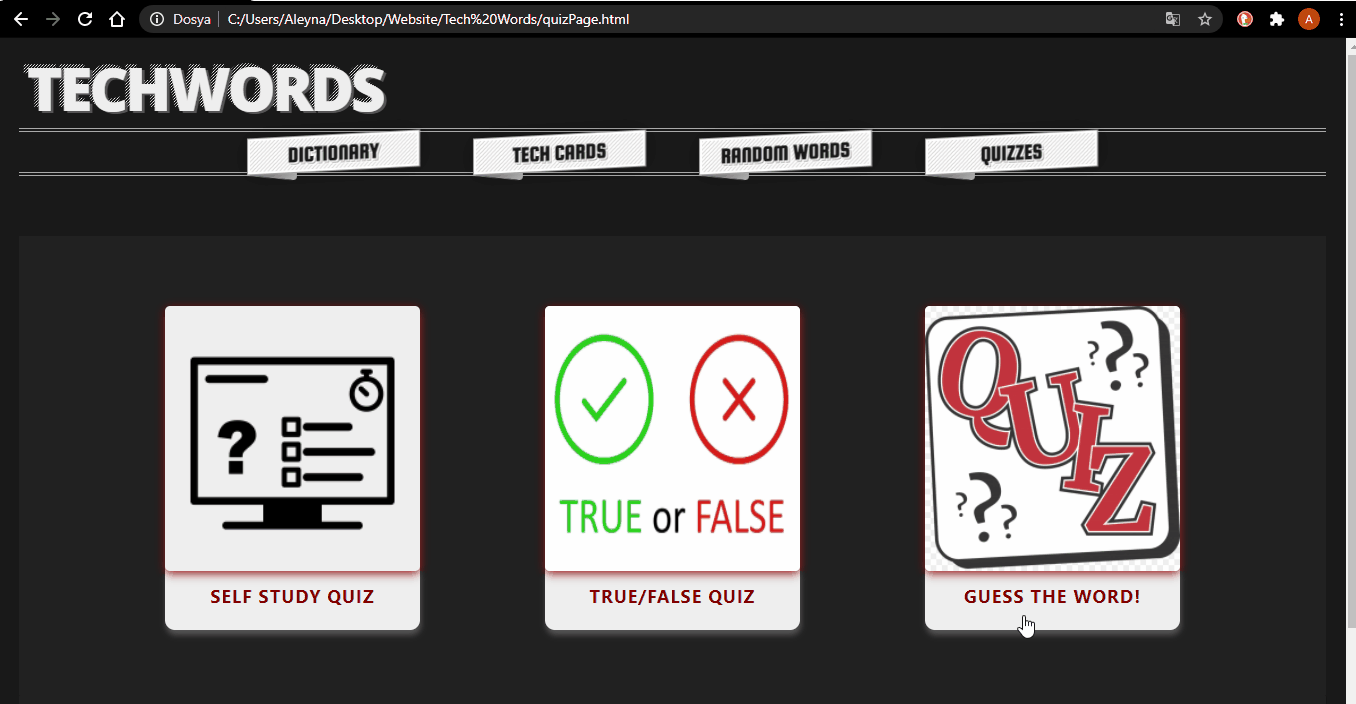 Dosya C:/Users/Aleyna/Desktop/Website/Tech%20Words/quizPage.html A
TECHWORDS
DICTIONARY TECH CARDS RANDOM WORDS QUIZZES
?
TRUE or FALSE
QUIZ
? ? ?
? ? ?
SELF STUDY QUIZ TRUE/FALSE QUIZ GUESS THE WORD!